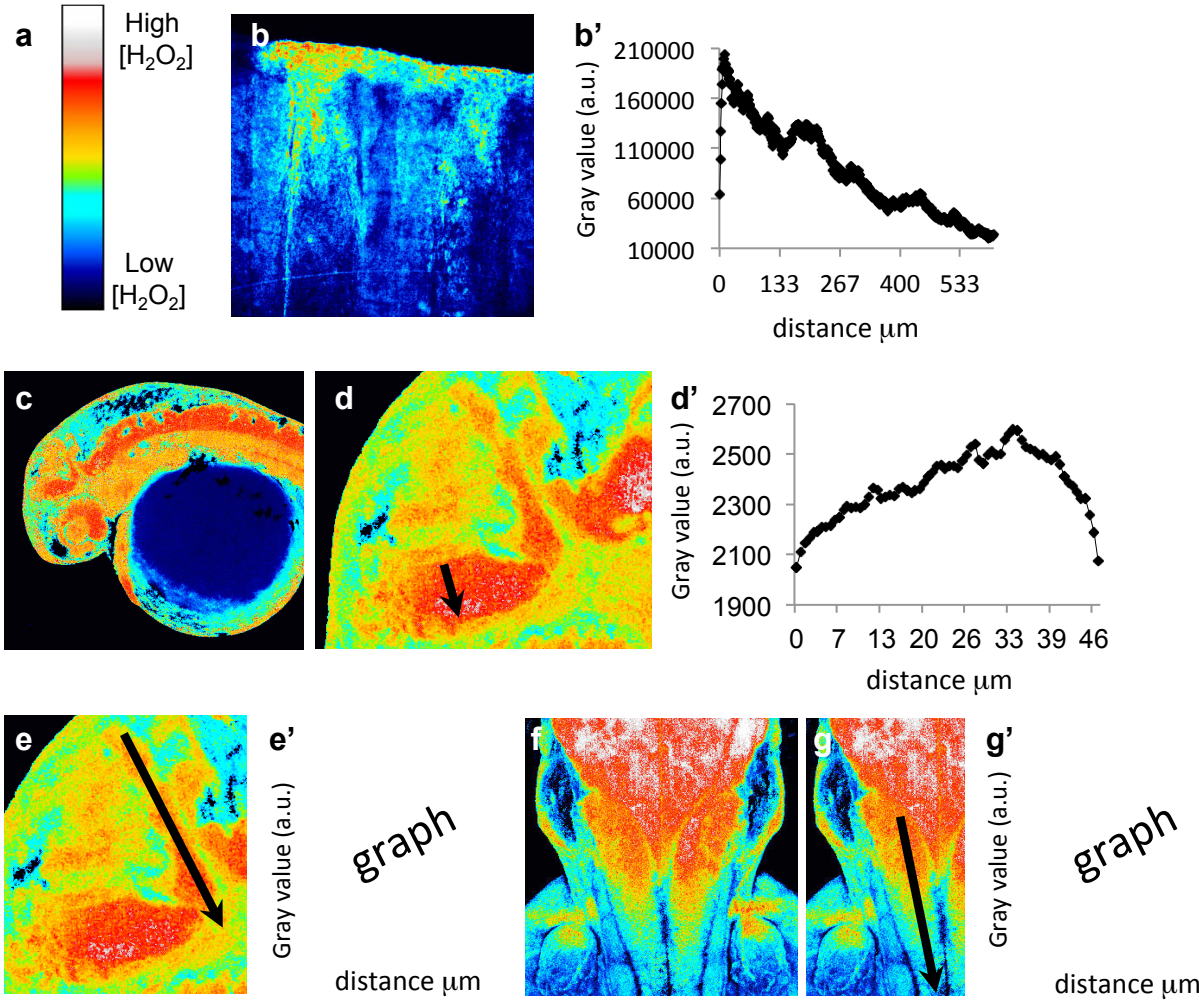 a
High
[H₂O₂]
Low
[H₂O₂]
b
b'
Gray value (a.u.)
210000
160000
110000
60000
10000
0 133 267 400 533
distance μm
c
d
d'
Gray value (a.u.)
2700
2500
2300
2100
1900
0 7 13 20 26 33 39 46
distance μm
e
e'
Gray value (a.u.)
graph
distance μm
f
g
g'
Gray value (a.u.)
graph
distance μm